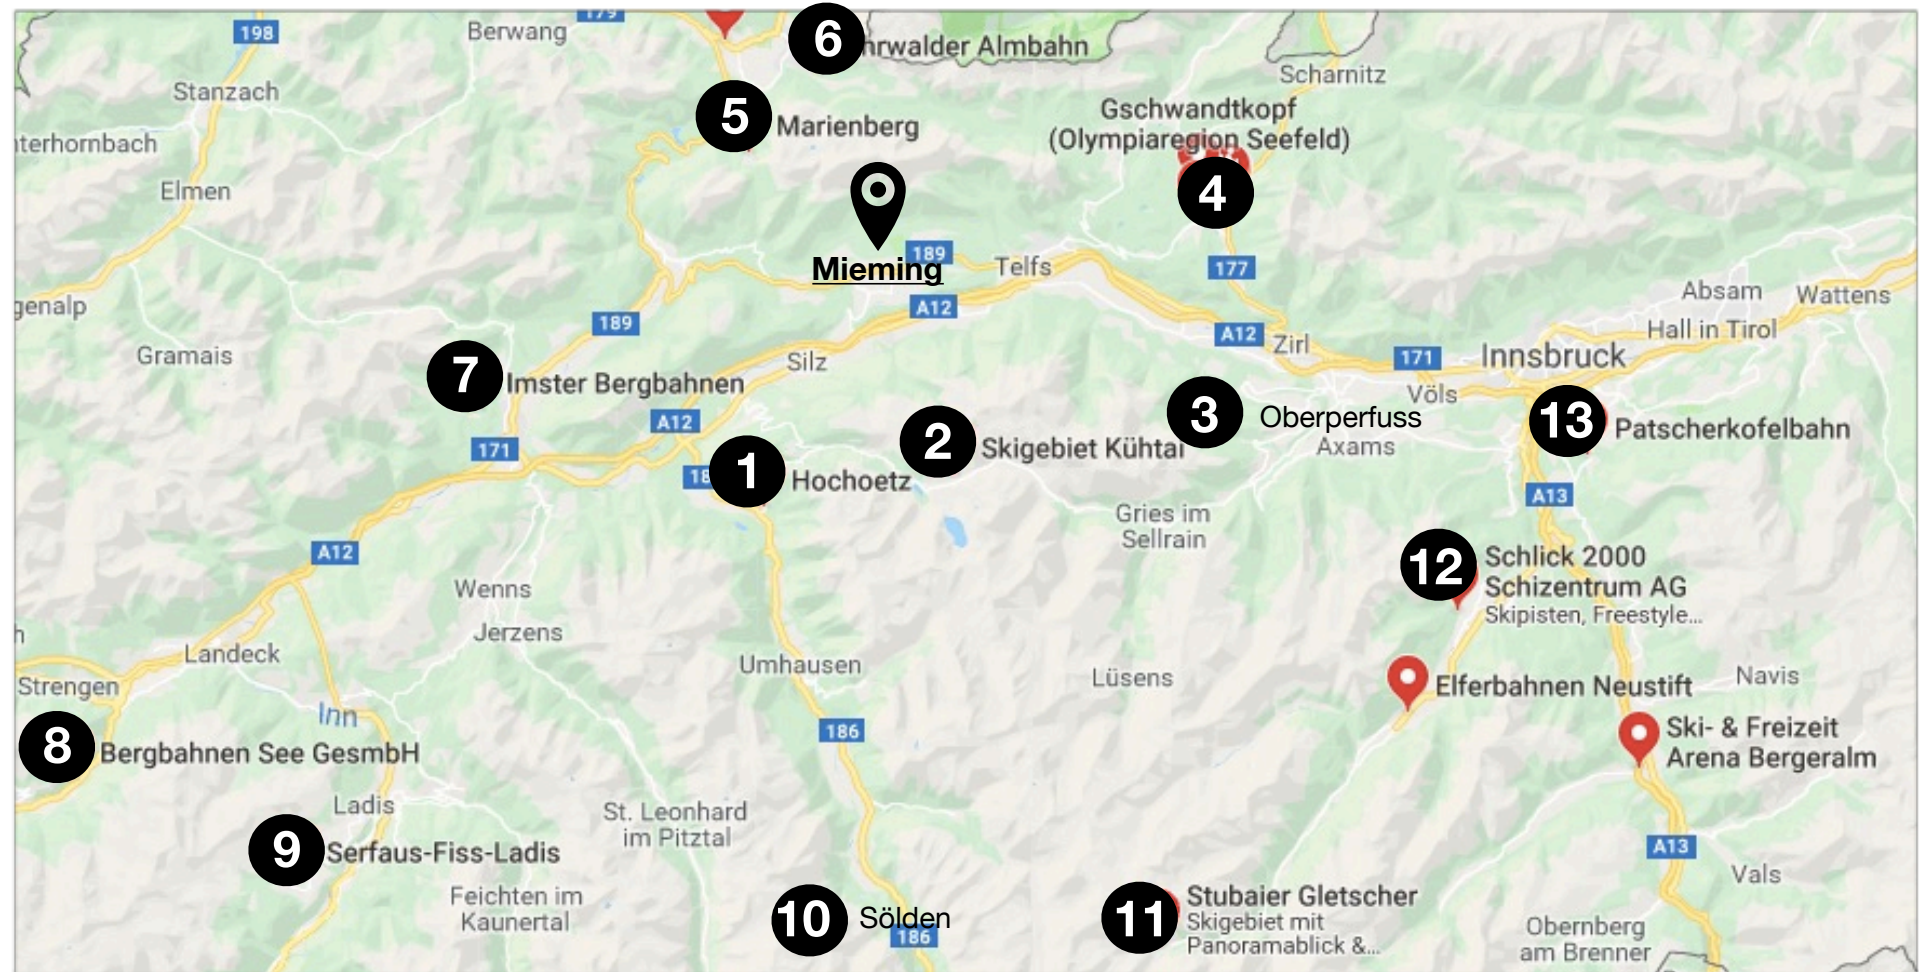 179
198
Berwang
6
hrwalder Almbahn
Scharnitz
Stanzach
5
Marienberg
Gschwandtkopf
(Olympiaregion Seefeld)
nterhornbach
4
Elmen
Mieming
189
Telfs
177
genalp
Absam
Wattens
A12
189
A12
Zirl
Hall in Tirol
Gramais
Silz
171
Innsbruck
7
Imster Bergbahnen
Völs
3
Oberperfuss
A12
13
Patscherkofelbahn
2
Skigebiet Kühtai
Axams
171
18
1
Hochoetz
A13
Gries im
Sellrain
A12
12
Schlick 2000
Schizentrum AG
Skipisten, Freestyle...
Wenns
Jerzens
h
Landeck
Umhausen
Lüsens
Strengen
Elferbahnen Neustift
Navis
Inn
186
Ski- & Freizeit
Arena Bergeralm
8
Bergbahnen See GesmbH
Ladis
St. Leonhard
im Pitztal
9
Serfaus-Fiss-Ladis
A13
Vals
Feichten im
Kaunertal
10
Sölden
186
11
Stubaier Gletscher
Skigebiet mit
Panoramablick &...
Obernberg
am Brenner